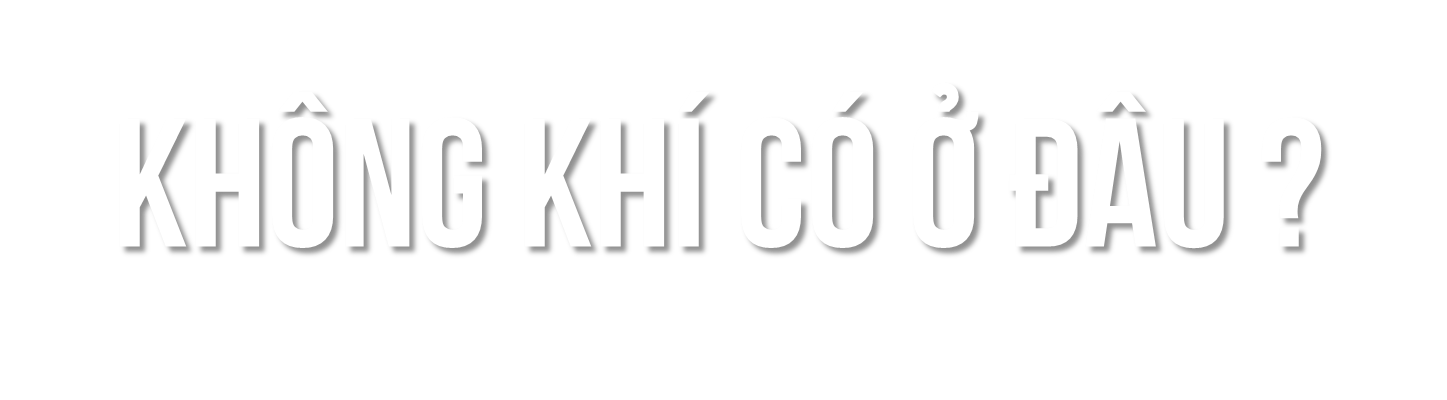 KHÔNG KHÍ CÓ Ở ĐÂU ?